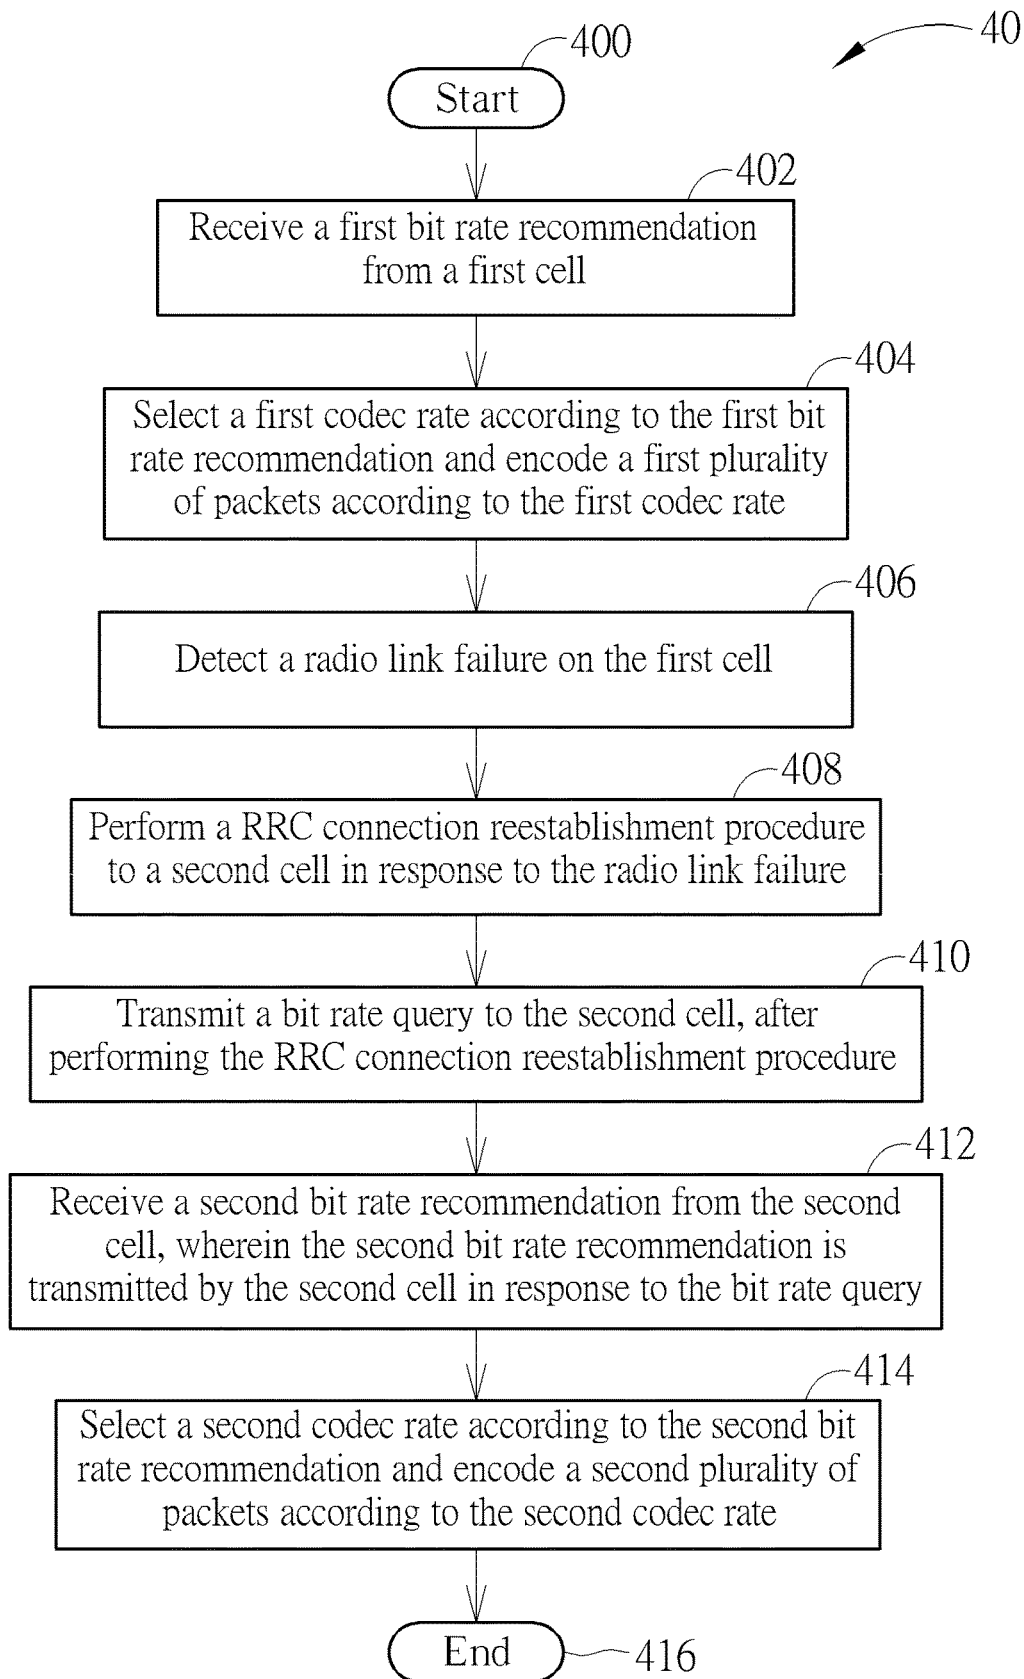 40
400
Start
402
Receive a first bit rate recommendation
from a first cell
404
Select a first codec rate according to the first bit
rate recommendation and encode a first plurality
of packets according to the first codec rate
406
Detect a radio link failure on the first cell
408
Perform a RRC connection reestablishment procedure
to a second cell in response to the radio link failure
410
Transmit a bit rate query to the second cell, after
performing the RRC connection reestablishment procedure
412
Receive a second bit rate recommendation from the second
cell, wherein the second bit rate recommendation is
transmitted by the second cell in response to the bit rate query
414
Select a second codec rate according to the second bit
rate recommendation and encode a second plurality of
packets according to the second codec rate
End
416